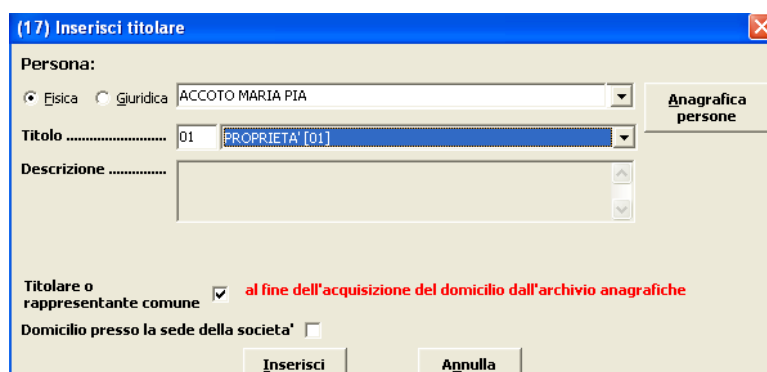 (17) Inserisci titolare
Persona:
Fisica Giuridica ACCOTO MARIA PIA
Anagrafica persone
Titolo ......................... 01 PROPRIETA' [01]
Descrizione ...............
Titolare o
rappresentante comune al fine dell'acquisizione del domicilio dall'archivio anagrafiche
Domicilio presso la sede della societa'
Inserisci Annulla